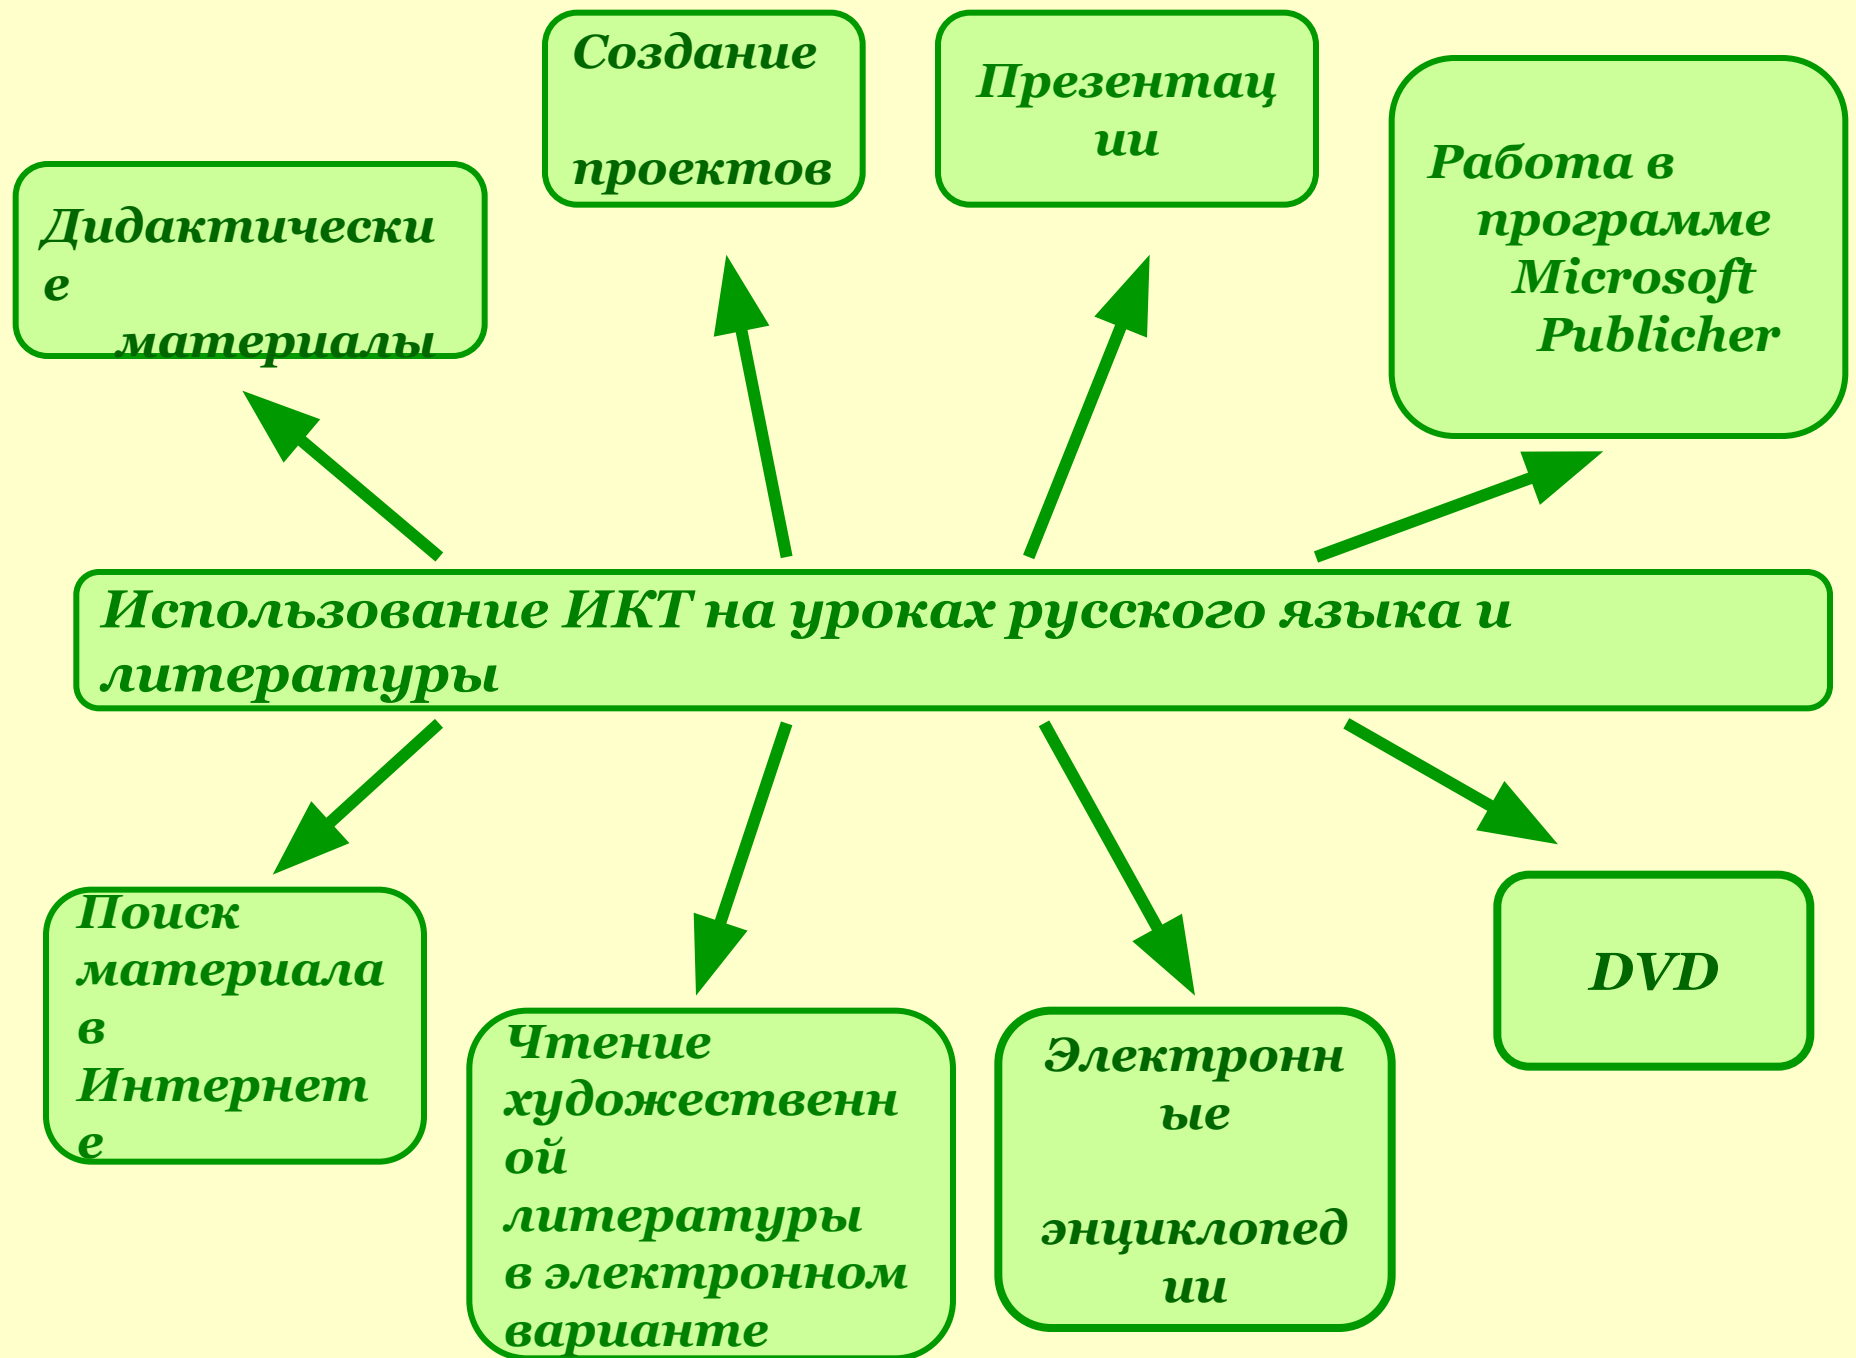 Создание
проектов
Презентац
ии
Работа в
программе
Microsoft
Publicher
Дидактически
е
материалы
Использование ИКТ на уроках русского языка и
литературы
Поиск
материала
в
Интернет
е
Чтение
художественн
ой
литературы
в электронном
варианте
Электронн
ые
энциклопед
ии
DVD